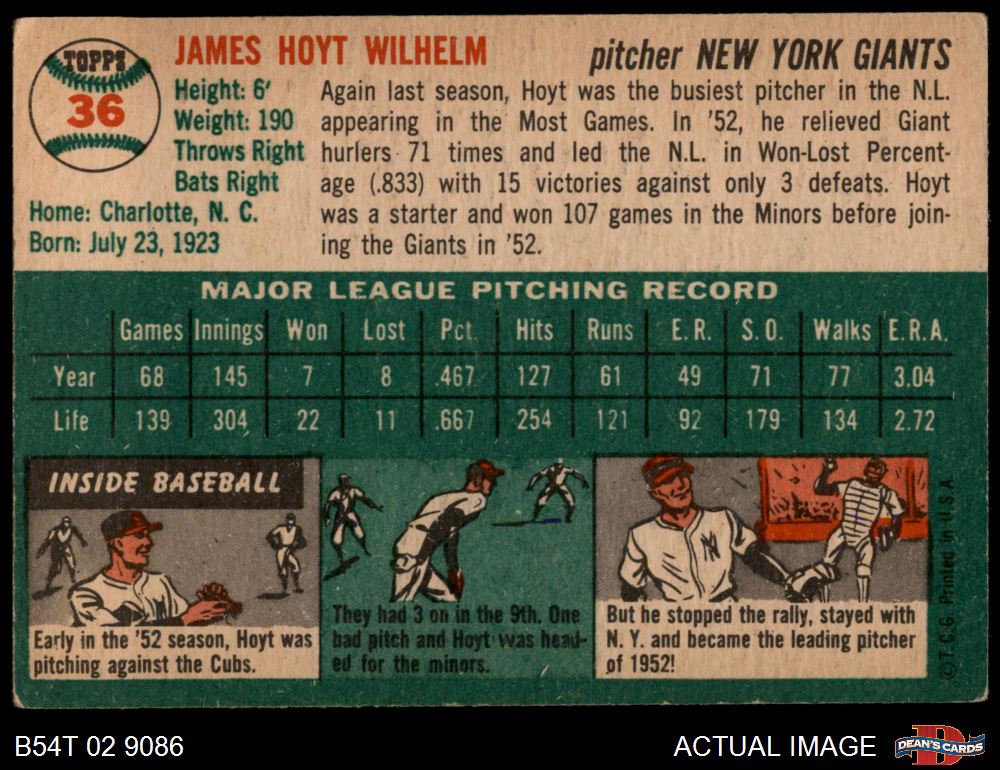 TOPPS
36
JAMES HOYT WILHELM
pitcher NEW YORK GIANTS
Height: 6'
Weight: 190
Throws Right
Bats Right
Home: Charlotte, N. C.
Born: July 23, 1923
Again last season, Hoyt was the busiest pitcher in the N.L.
appearing in the Most Games. In '52, he relieved Giant
hurlers 71 times and led the N.L. in Won-Lost Percent-
age (.833) with 15 victories against only 3 defeats. Hoyt
was a starter and won 107 games in the Minors before join-
ing the Giants in '52.
MAJOR LEAGUE PITCHING RECORD
Games Innings Won Lost Pct. Hits Runs E.R. S.O. Walks E.R.A.
Year 68 145 7 8 .467 127 61 49 71 77 3.04
Life 139 304 22 11 .667 254 121 92 179 134 2.72
INSIDE BASEBALL
Early in the '52 season, Hoyt was
pitching against the Cubs.
They had 3 on in the 9th. One
bad pitch and Hoyt was head-
ed for the minors.
NY
But he stopped the rally, stayed with
N. Y. and became the leading pitcher
of 1952!
© T.C.G. Printed in U.S.A.
B54T 02 9086
ACTUAL IMAGE
D
DEAN'S CARDS